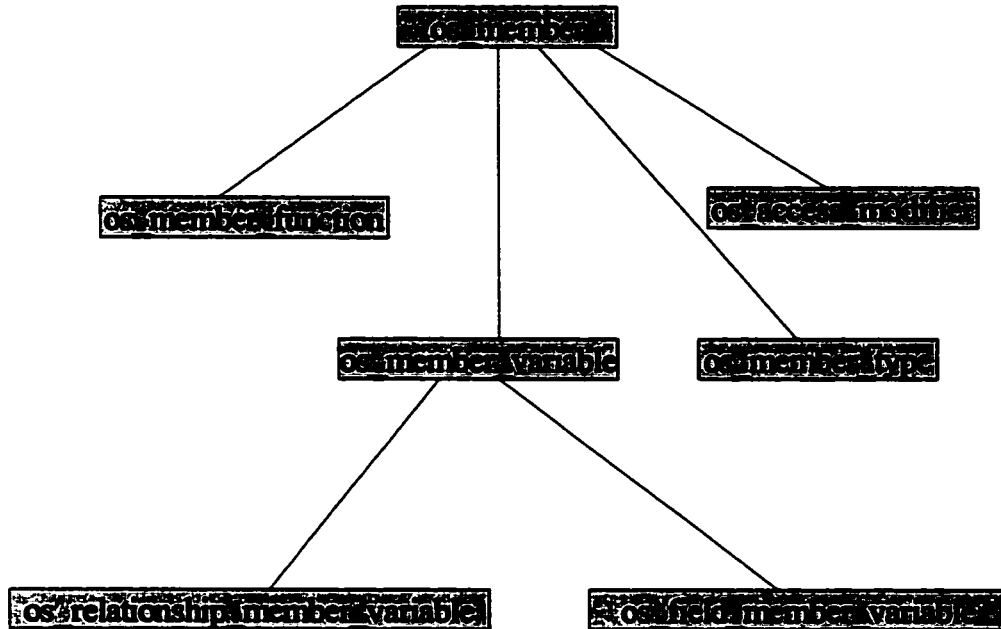 os_member
os_member_function
os_access_modifier
os_member_variable
os_member_type
os_relationship_member_variable
os_field_member_variable